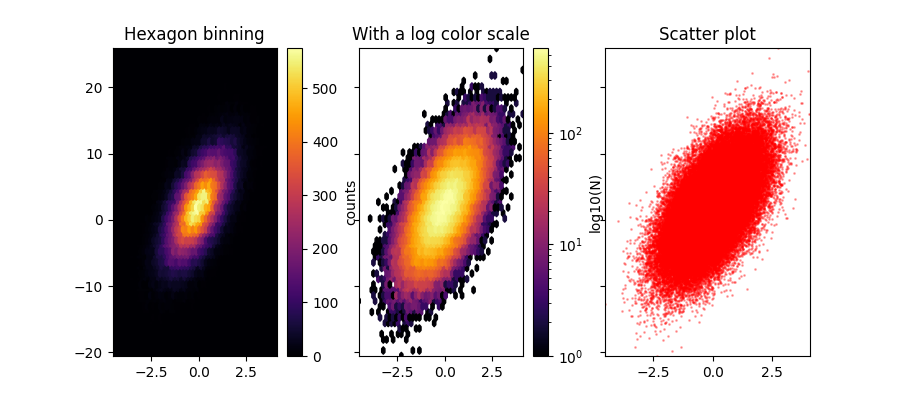 Hexagon binning
20
10
0
−10
−20
−2.5 0.0 2.5
500
400
300
200
100
0
counts
With a log color scale
−2.5 0.0 2.5
10²
10¹
10⁰
log10(N)
Scatter plot
−2.5 0.0 2.5